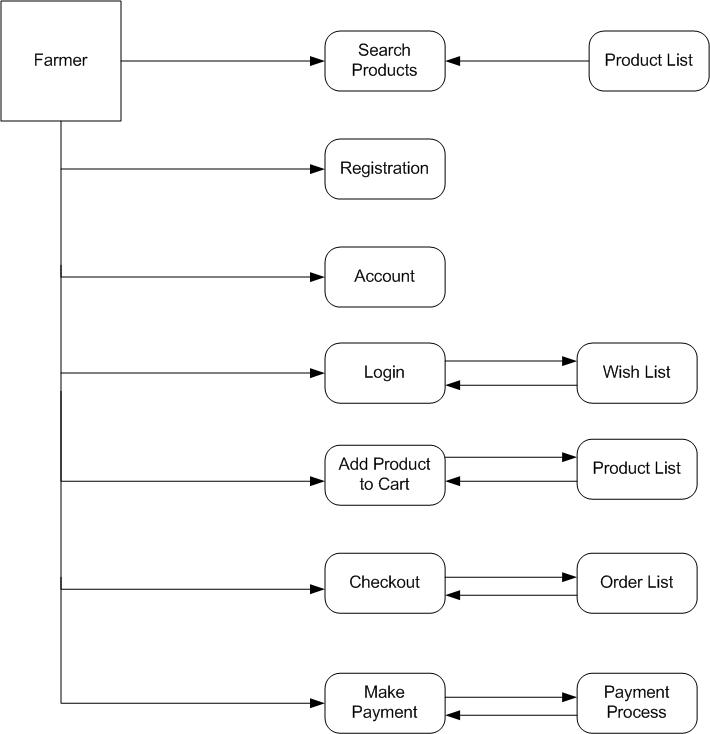 Farmer
Search
Products
Product List
Registration
Account
Login
Wish List
Add Product
to Cart
Product List
Checkout
Order List
Make
Payment
Payment
Process